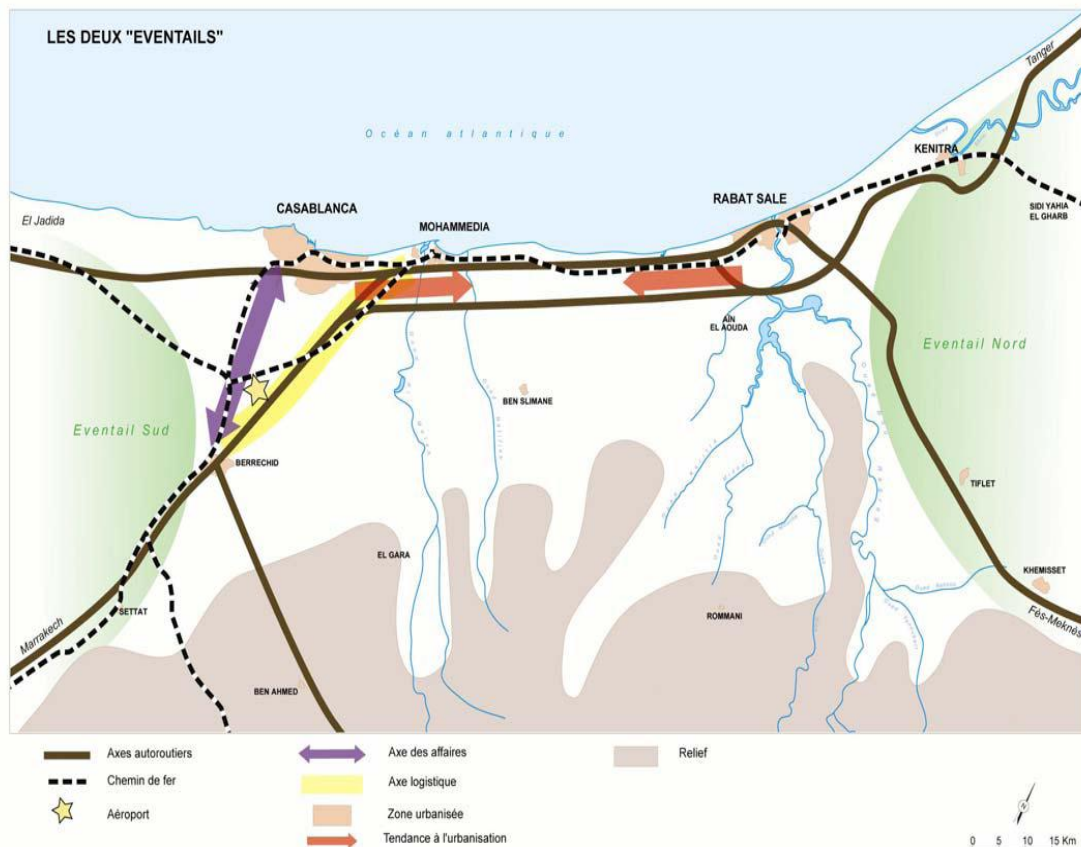 LES DEUX "EVENTAILS"
Océan atlantique
Tanger
KENITRA
RABAT SALE
SIDI YAHIA
EL GHARB
El Jadida
CASABLANCA
MOHAMMEDIA
AÏN
EL AOUDA
Eventail Nord
BEN SLIMANE
Eventail Sud
BERRECHID
TIFLET
EL GARA
KHEMISSET
SETTAT
ROMMANI
Fès-Meknès
Marrakech
BEN AHMED
Axes autoroutiers
Chemin de fer
Aéroport
Axe des affaires
Axe logistique
Zone urbanisée
Tendance à l'urbanisation
Relief
N
0 5 10 15 Km